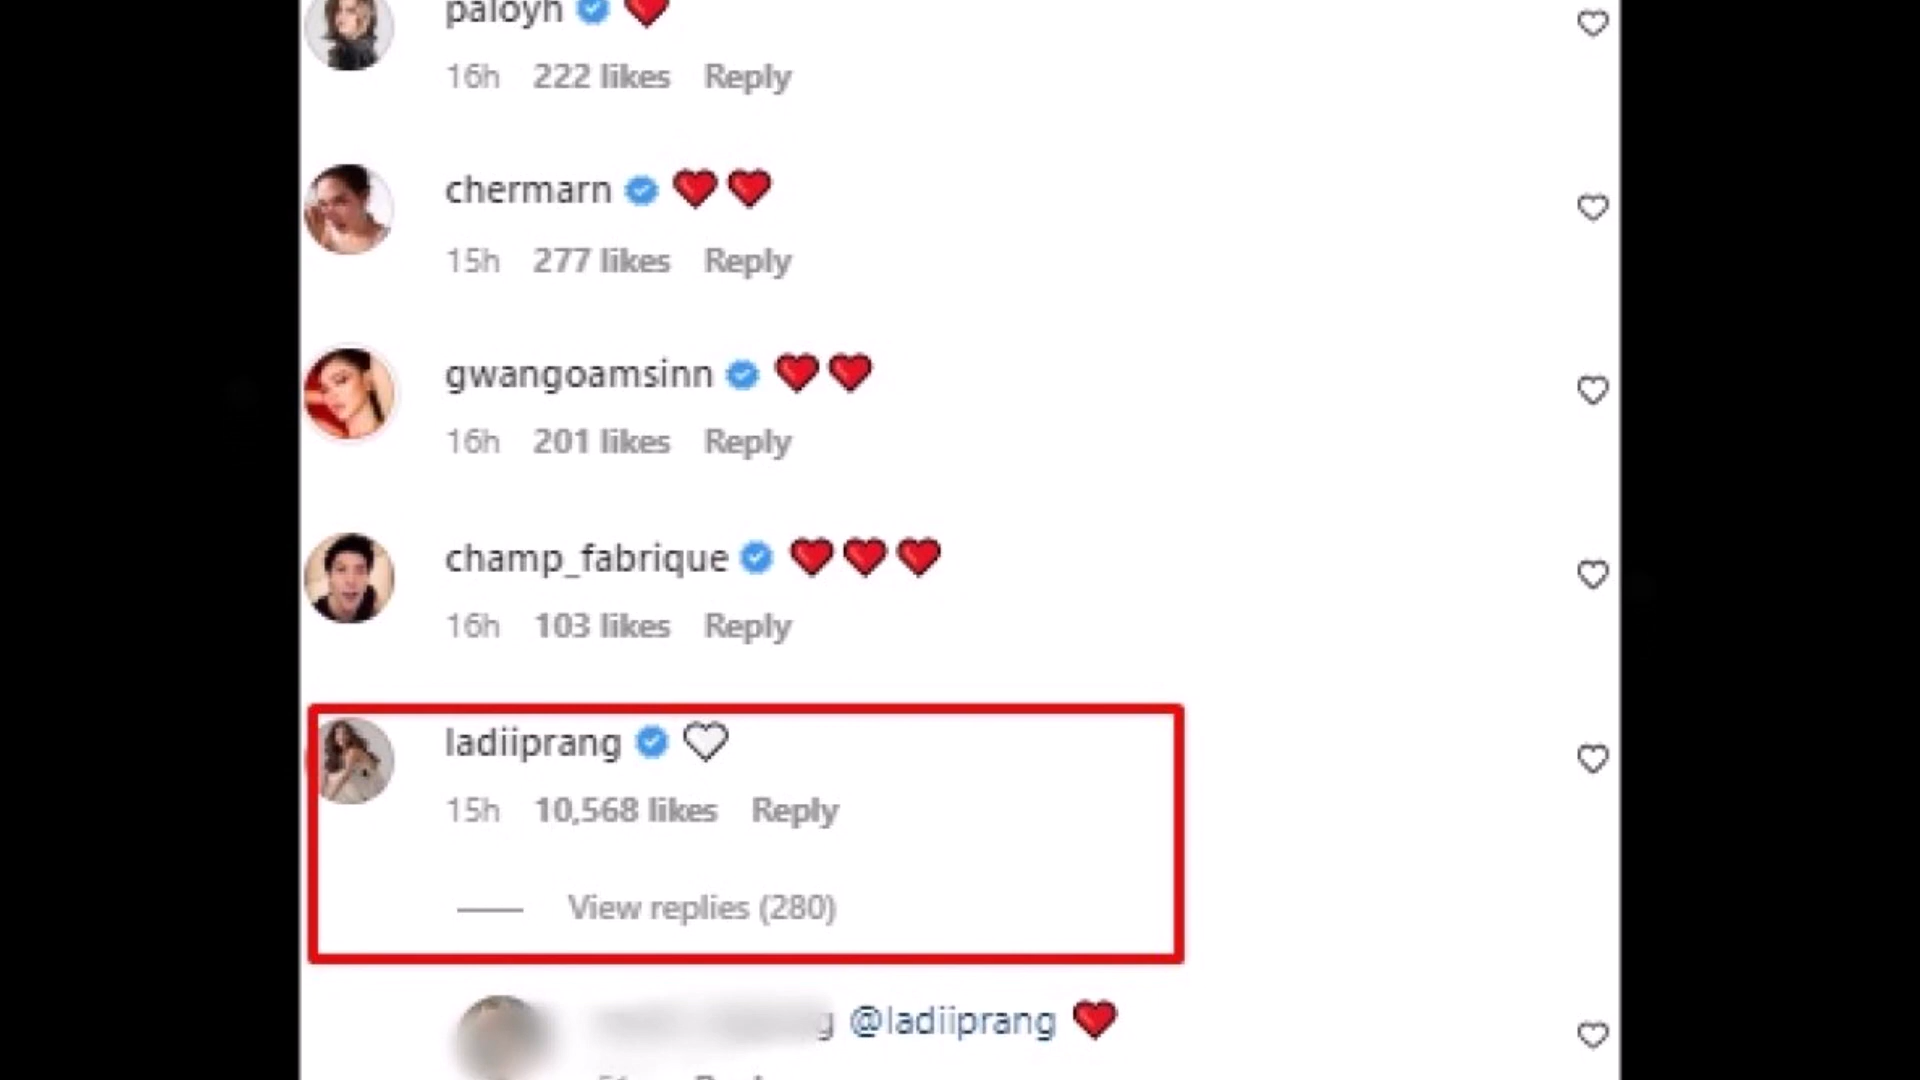 paloyh ❤️
16h 222 likes Reply
chermarn ❤️❤️
15h 277 likes Reply
gwangoamsinn ❤️❤️
16h 201 likes Reply
champ_fabrique ❤️❤️❤️
16h 103 likes Reply
ladiiprang 🤍
15h 10,568 likes Reply
View replies (280)
@ladiiprang ❤️